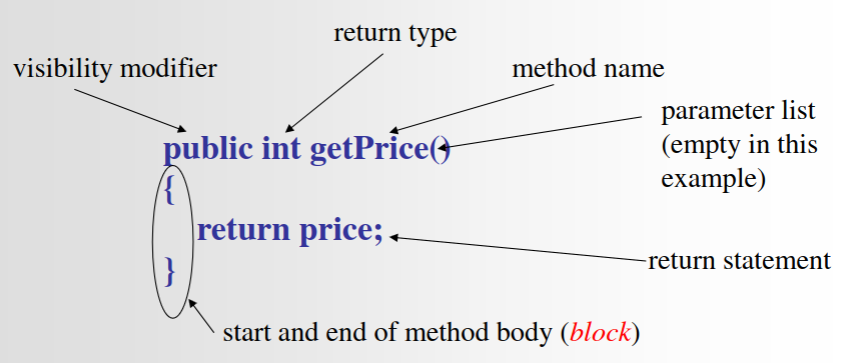 return type
visibility modifier
method name
parameter list
(empty in this
example)
public int getPrice()
{
return price;
}
return statement
start and end of method body (block)